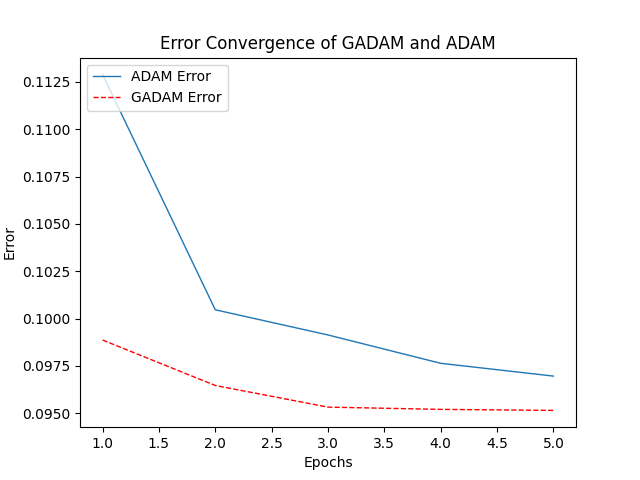 Error Convergence of GADAM and ADAM
ADAM Error
GADAM Error
0.1125
0.1100
0.1075
0.1050
0.1025
0.1000
0.0975
0.0950
Error
1.0 1.5 2.0 2.5 3.0 3.5 4.0 4.5 5.0
Epochs